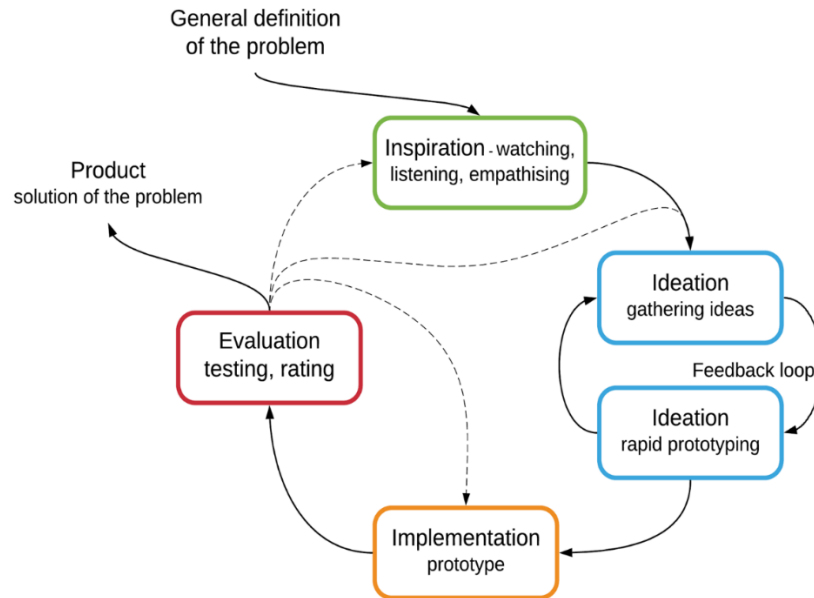 General definition
of the problem
Inspiration - watching,
listening, empathising
Product
solution of the problem
Ideation
gathering ideas
Evaluation
testing, rating
Feedback loop
Ideation
rapid prototyping
Implementation
prototype